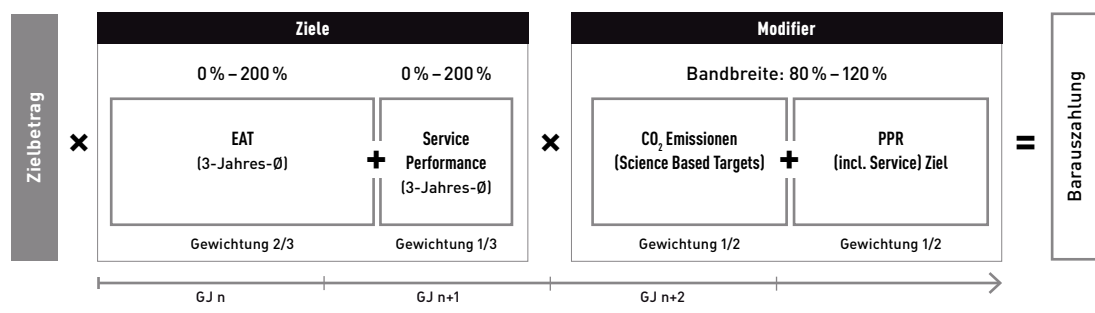 Zielbetrag
×
Ziele
0 % – 200 %
0 % – 200 %
EAT
(3-Jahres-Ø)
+
Service
Performance
(3-Jahres-Ø)
Gewichtung 2/3
Gewichtung 1/3
×
Modifier
Bandbreite: 80 % – 120 %
CO₂ Emissionen
(Science Based Targets)
+
PPR
(incl. Service) Ziel
Gewichtung 1/2
Gewichtung 1/2
=
Barauszahlung
GJ n
GJ n+1
GJ n+2